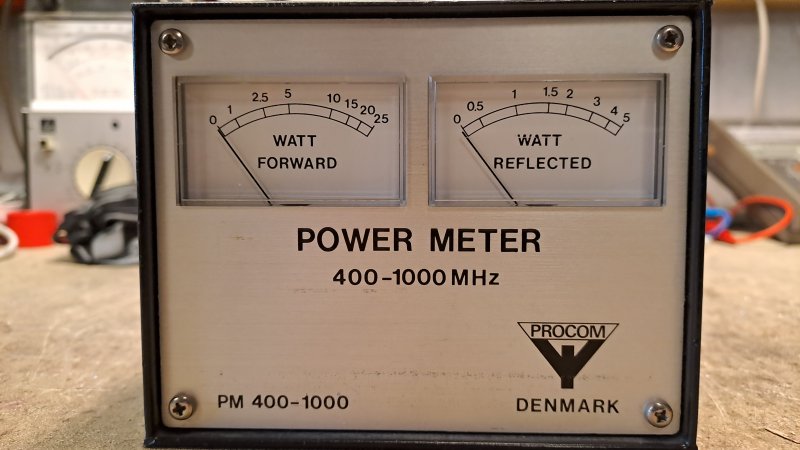 0 1 2.5 5 10 15 20 25
WATT
FORWARD
0 0.5 1 1.5 2 3 4 5
WATT
REFLECTED
POWER METER
400-1000 MHz
PROCOM
PM 400-1000
DENMARK